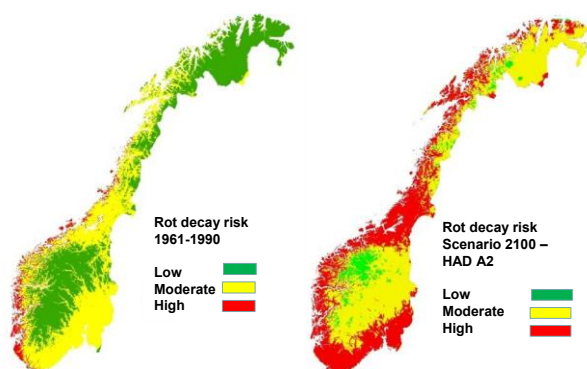 Rot decay risk
1961-1990
Low
Moderate
High
Rot decay risk
Scenario 2100 –
HAD A2
Low
Moderate
High